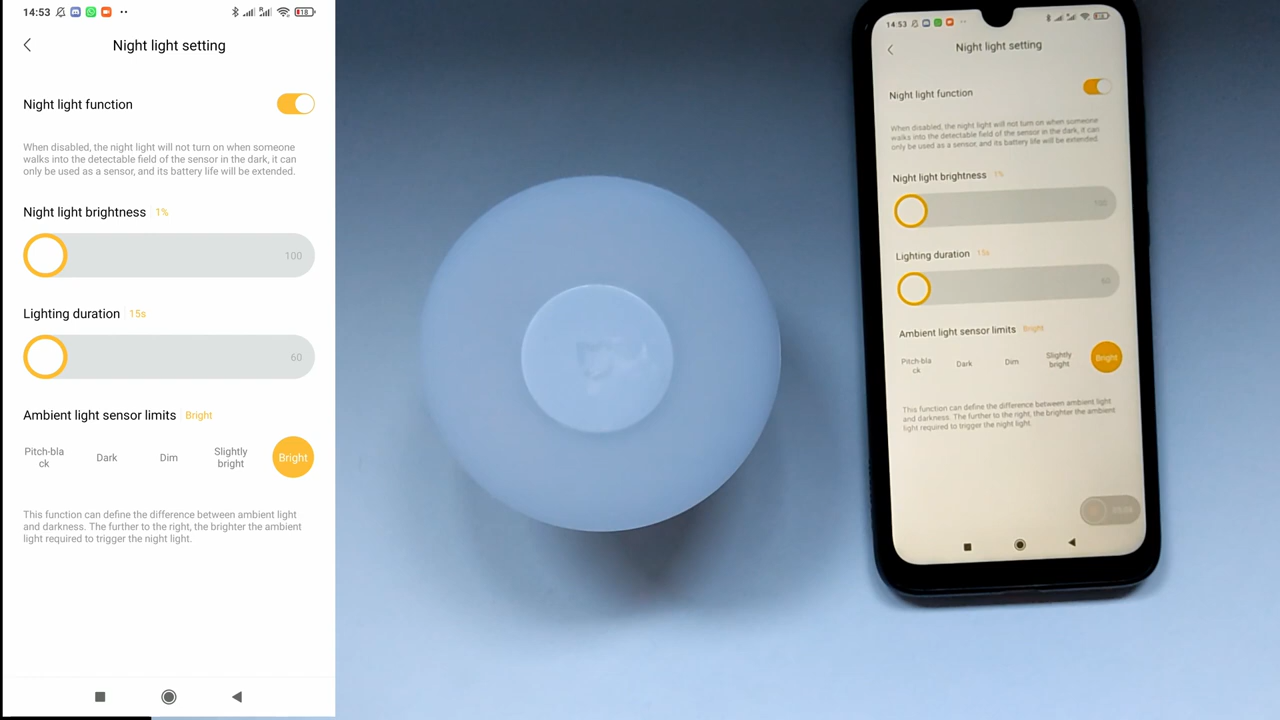 14:53
18
Night light setting
Night light function
When disabled, the night light will not turn on when someone
walks into the detectable field of the sensor in the dark, it can
only be used as a sensor, and its battery life will be extended.
Night light brightness 1%
100
Lighting duration 15s
60
Ambient light sensor limits Bright
Pitch-bla
ck
Dark
Dim
Slightly
bright
Bright
This function can define the difference between ambient light
and darkness. The further to the right, the brighter the ambient
light required to trigger the night light.
14:53
Night light setting
Night light function
When disabled, the night light will not turn on when someone
walks into the detectable field of the sensor in the dark, it can
only be used as a sensor, and its battery life will be extended.
Night light brightness 1%
100
Lighting duration 15s
60
Ambient light sensor limits Bright
Pitch-bla
ck
Dark
Dim
Slightly
bright
Bright
This function can define the difference between ambient light
and darkness. The further to the right, the brighter the ambient
light required to trigger the night light.